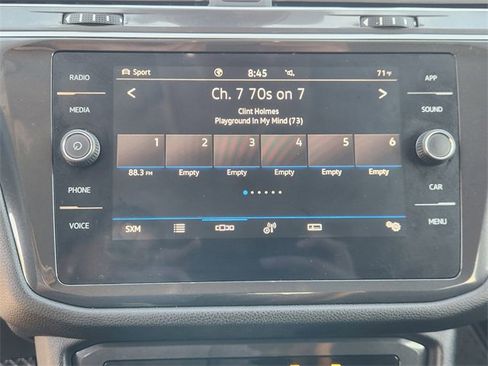 Sport 8:45 71°F
RADIO APP
< Ch. 7 70s on 7 >
MEDIA SOUND
Clint Holmes
Playground In My Mind (73)
1 2 3 4 5 6
88.3 FM Empty Empty Empty Empty Empty
PHONE CAR
VOICE SXM MENU